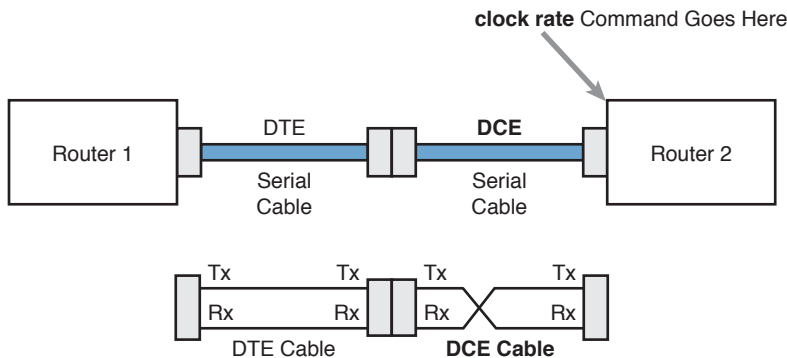 clock rate Command Goes Here
DTE
DCE
Router 1
Router 2
Serial
Cable
Serial
Cable
Tx
Tx
Tx
Tx
Rx
Rx
Rx
Rx
DTE Cable
DCE Cable